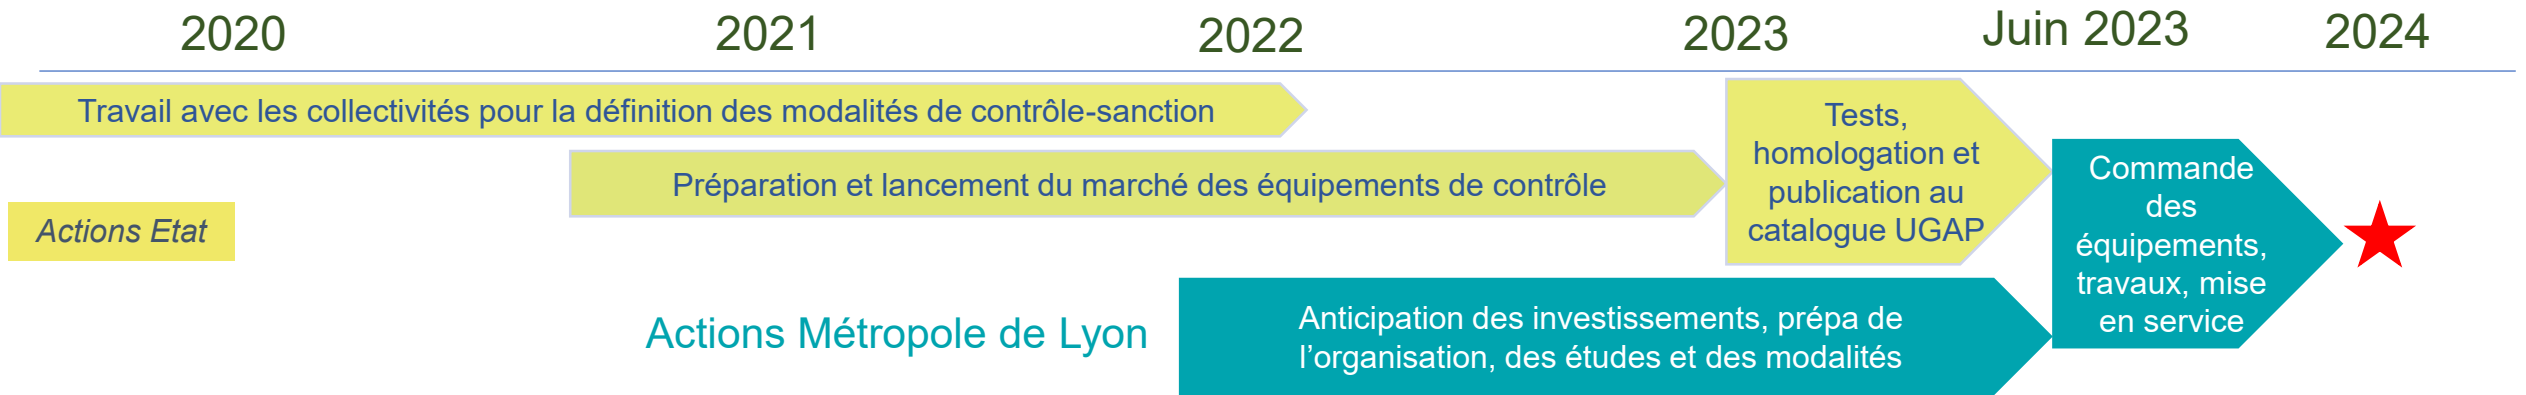 2020
2021
2022
2023
Juin 2023
2024
Travail avec les collectivités pour la définition des modalités de contrôle-sanction
Préparation et lancement du marché des équipements de contrôle
Tests,
homologation et
publication au
catalogue UGAP
Commande
des
équipements,
travaux, mise
en service
Actions Etat
Actions Métropole de Lyon
Anticipation des investissements, prépa de
l’organisation, des études et des modalités